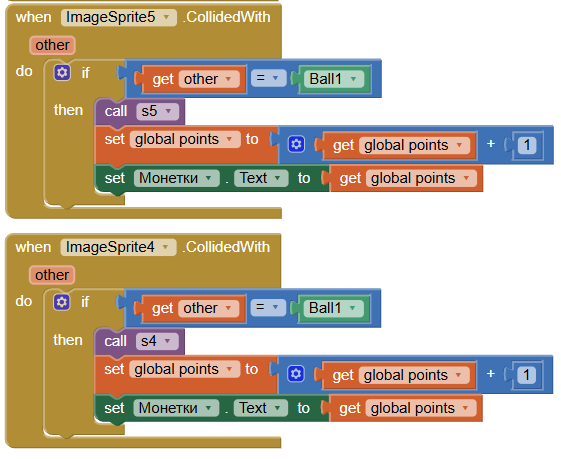 when ImageSprite5 .CollidedWith
other
do if get other = Ball1
then call s5
set global points to get global points + 1
set Монетки . Text to get global points
when ImageSprite4 .CollidedWith
other
do if get other = Ball1
then call s4
set global points to get global points + 1
set Монетки . Text to get global points